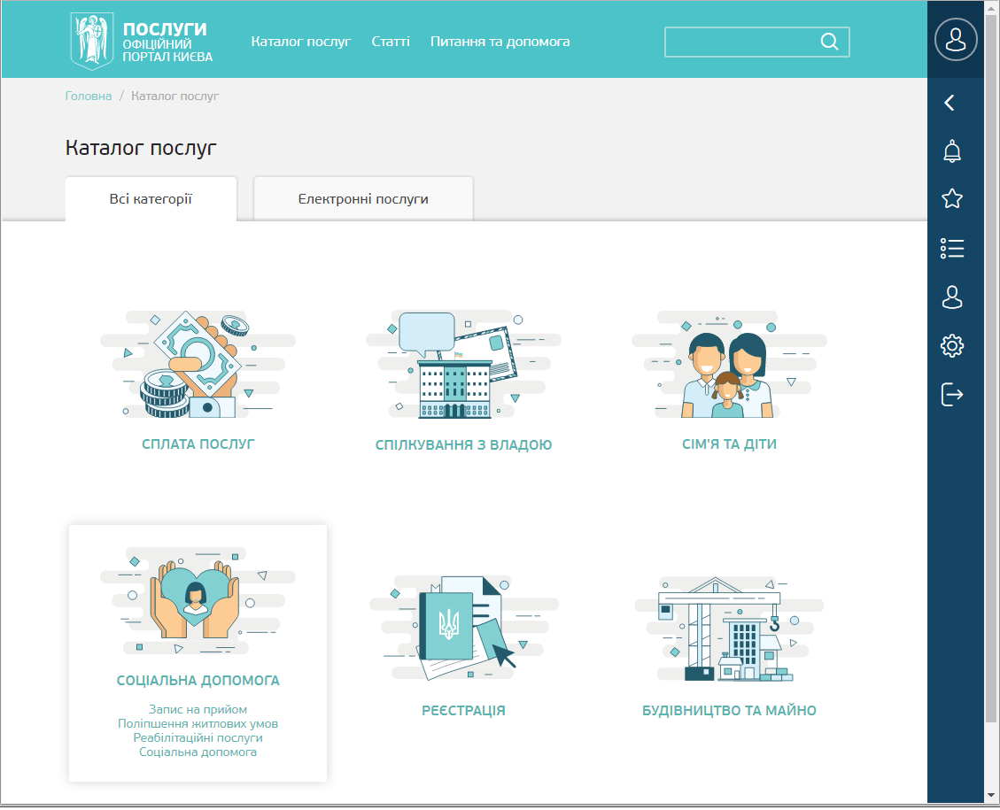 ПОСЛУГИ
ОФІЦІЙНИЙ
ПОРТАЛ КИЄВА
Каталог послуг
Статті
Питання та допомога
Головна / Каталог послуг
Каталог послуг
Всі категорії
Електронні послуги
СПЛАТА ПОСЛУГ
СПІЛКУВАННЯ З ВЛАДОЮ
СІМ'Я ТА ДІТИ
СОЦІАЛЬНА ДОПОМОГА
Запис на прийом
Поліпшення житлових умов
Реабілітаційні послуги
Соціальна допомога
РЕЄСТРАЦІЯ
БУДІВНИЦТВО ТА МАЙНО